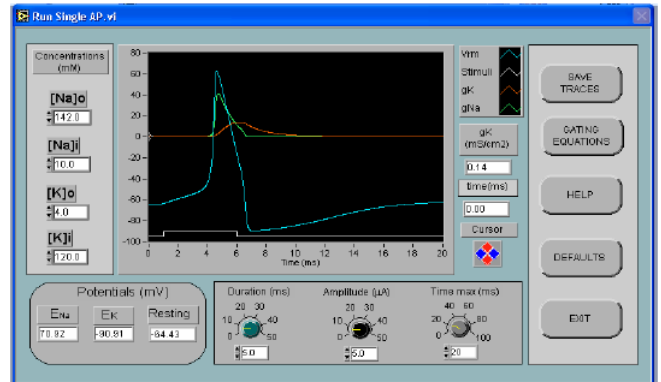 Run Single AP.vi
Concentrations
(mM)
[Na]o
142.0
[Na]i
10.0
[K]o
4.0
[K]i
120.0
80
60
40
20
0
-20
-40
-60
-80
-100
0 2 4 6 8 10 12 14 16 18 20
Time (ms)
Vrm
Stimuli
gK
gNa
gK
(mS/cm2)
0.14
time(ms)
0.00
Cursor
SAVE
TRACES
GATING
EQUATIONS
HELP
DEFAULTS
EXIT
Potentials (mV)
ENa EK Resting
70.92 -90.91 -64.43
Duration (ms)
20 30
10
0 50
5.0
Amplitude (µA)
20 30
10 40
0 50
5.0
Time max (ms)
40 60
20 80
0 100
20